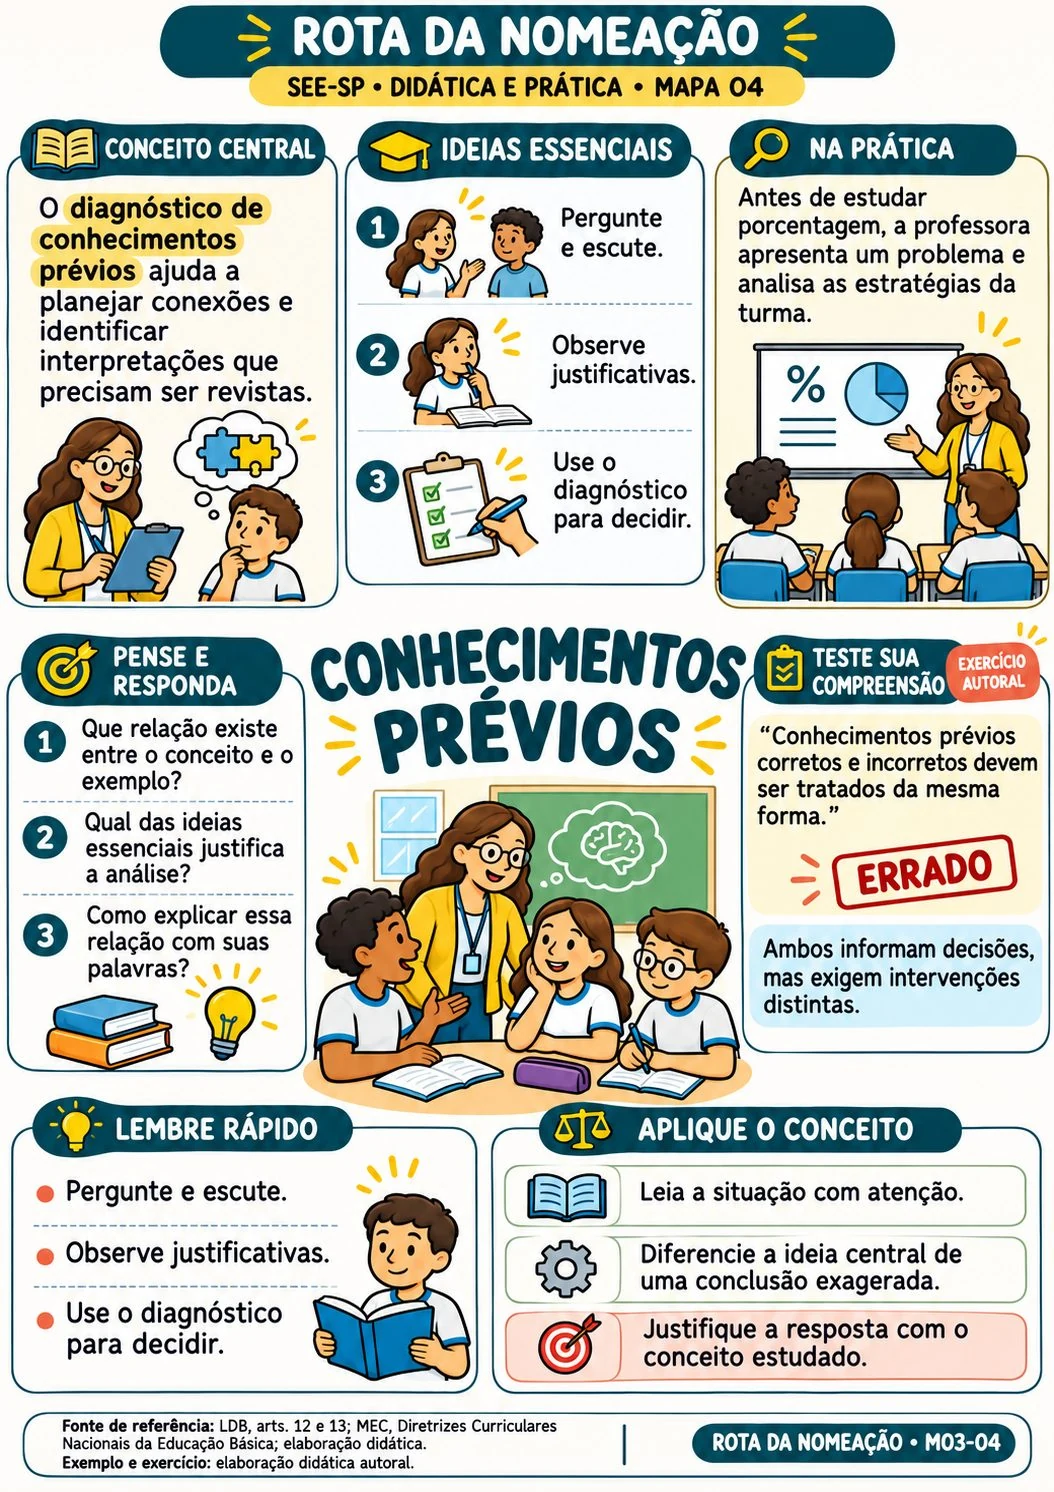 ROTA DA NOMEAÇÃO
SEE-SP • DIDÁTICA E PRÁTICA • MAPA 04
CONCEITO CENTRAL
O diagnóstico de
conhecimentos
prévios ajuda a
planejar conexões e
identificar
interpretações que
precisam ser revistas.
IDEIAS ESSENCIAIS
1
Pergunte
e escute.
2
Observe
justificativas.
3
Use o
diagnóstico
para decidir.
NA PRÁTICA
Antes de estudar
porcentagem, a professora
apresenta um problema e
analisa as estratégias da
turma.
%
PENSE E
RESPONDA
1
Que relação existe
entre o conceito e o
exemplo?
2
Qual das ideias
essenciais justifica
a análise?
3
Como explicar essa
relação com suas
palavras?
CONHECIMENTOS
PRÉVIOS
TESTE SUA
COMPREENSÃO
EXERCÍCIO
AUTORAL
“Conhecimentos prévios
corretos e incorretos devem
ser tratados da mesma
forma.”
ERRADO
Ambos informam decisões,
mas exigem intervenções
distintas.
LEMBRE RÁPIDO
Pergunte e escute.
Observe justificativas.
Use o diagnóstico
para decidir.
APLIQUE O CONCEITO
Leia a situação com atenção.
Diferencie a ideia central de
uma conclusão exagerada.
Justifique a resposta com o
conceito estudado.
Fonte de referência: LDB, arts. 12 e 13; MEC, Diretrizes Curriculares
Nacionais da Educação Básica; elaboração didática.
Exemplo e exercício: elaboração didática autoral.
ROTA DA NOMEAÇÃO • M03-04